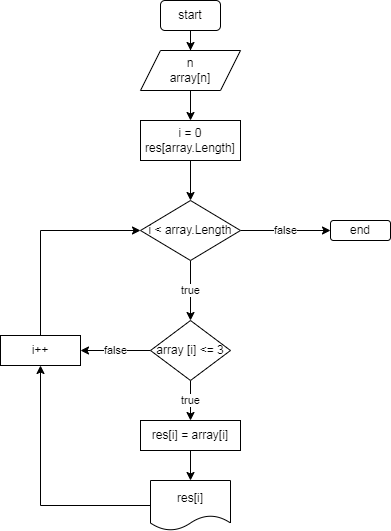 start
n
array[n]
i = 0
res[array.Length]
i < array.Length
false
end
true
i++
false
array [i] <= 3
true
res[i] = array[i]
res[i]